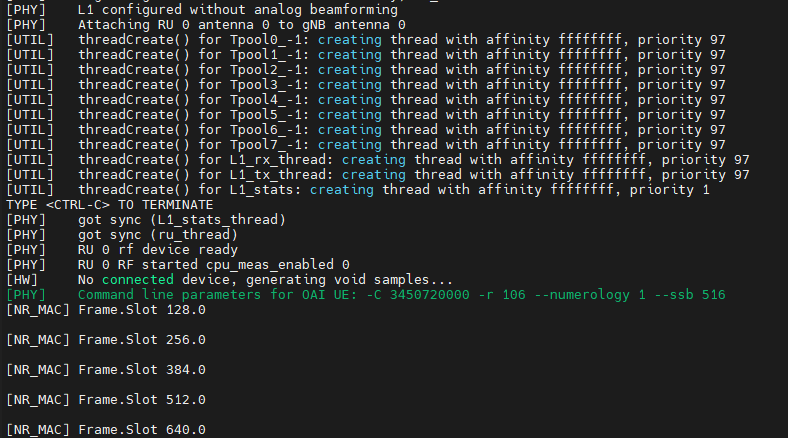 [PHY] L1 configured without analog beamforming
[PHY] Attaching RU 0 antenna 0 to gNB antenna 0
[UTIL] threadCreate() for Tpool0_-1: creating thread with affinity ffffffff, priority 97
[UTIL] threadCreate() for Tpool1_-1: creating thread with affinity ffffffff, priority 97
[UTIL] threadCreate() for Tpool2_-1: creating thread with affinity ffffffff, priority 97
[UTIL] threadCreate() for Tpool3_-1: creating thread with affinity ffffffff, priority 97
[UTIL] threadCreate() for Tpool4_-1: creating thread with affinity ffffffff, priority 97
[UTIL] threadCreate() for Tpool5_-1: creating thread with affinity ffffffff, priority 97
[UTIL] threadCreate() for Tpool6_-1: creating thread with affinity ffffffff, priority 97
[UTIL] threadCreate() for Tpool7_-1: creating thread with affinity ffffffff, priority 97
[UTIL] threadCreate() for L1_rx_thread: creating thread with affinity ffffffff, priority 97
[UTIL] threadCreate() for L1_tx_thread: creating thread with affinity ffffffff, priority 97
[UTIL] threadCreate() for L1_stats: creating thread with affinity ffffffff, priority 1
TYPE <CTRL-C> TO TERMINATE
[PHY] got sync (L1_stats_thread)
[PHY] got sync (ru_thread)
[PHY] RU 0 rf device ready
[PHY] RU 0 RF started cpu_meas_enabled 0
[HW] No connected device, generating void samples...
[PHY] Command line parameters for OAI UE: -C 3450720000 -r 106 --numerology 1 --ssb 516
[NR_MAC] Frame.Slot 128.0
[NR_MAC] Frame.Slot 256.0
[NR_MAC] Frame.Slot 384.0
[NR_MAC] Frame.Slot 512.0
[NR_MAC] Frame.Slot 640.0